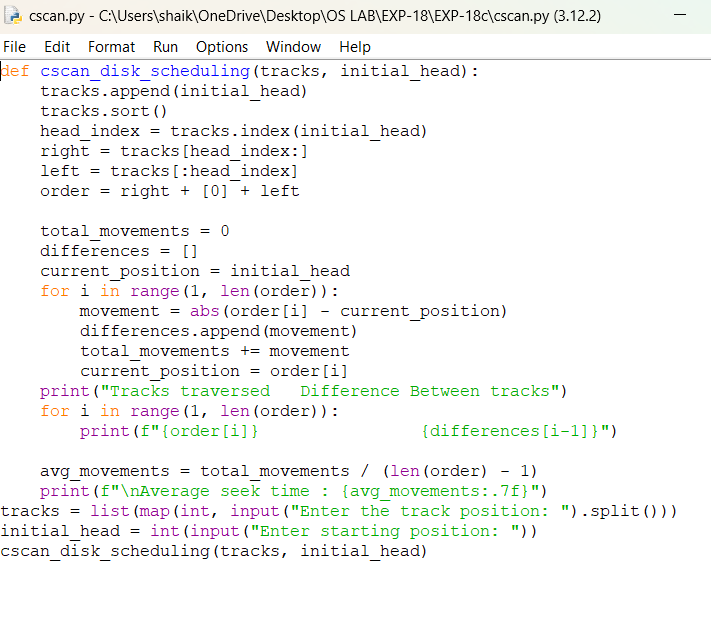 cscan.py - C:\Users\shaik\OneDrive\Desktop\OS LAB\EXP-18\EXP-18c\cscan.py (3.12.2)
File Edit Format Run Options Window Help
def cscan_disk_scheduling(tracks, initial_head):
    tracks.append(initial_head)
    tracks.sort()
    head_index = tracks.index(initial_head)
    right = tracks[head_index:]
    left = tracks[:head_index]
    order = right + [0] + left

    total_movements = 0
    differences = []
    current_position = initial_head
    for i in range(1, len(order)):
        movement = abs(order[i] - current_position)
        differences.append(movement)
        total_movements += movement
        current_position = order[i]
    print("Tracks traversed   Difference Between tracks")
    for i in range(1, len(order)):
        print(f"{order[i]}                {differences[i-1]}")

    avg_movements = total_movements / (len(order) - 1)
    print(f"\nAverage seek time : {avg_movements:.7f}")
tracks = list(map(int, input("Enter the track position: ").split()))
initial_head = int(input("Enter starting position: "))
cscan_disk_scheduling(tracks, initial_head)